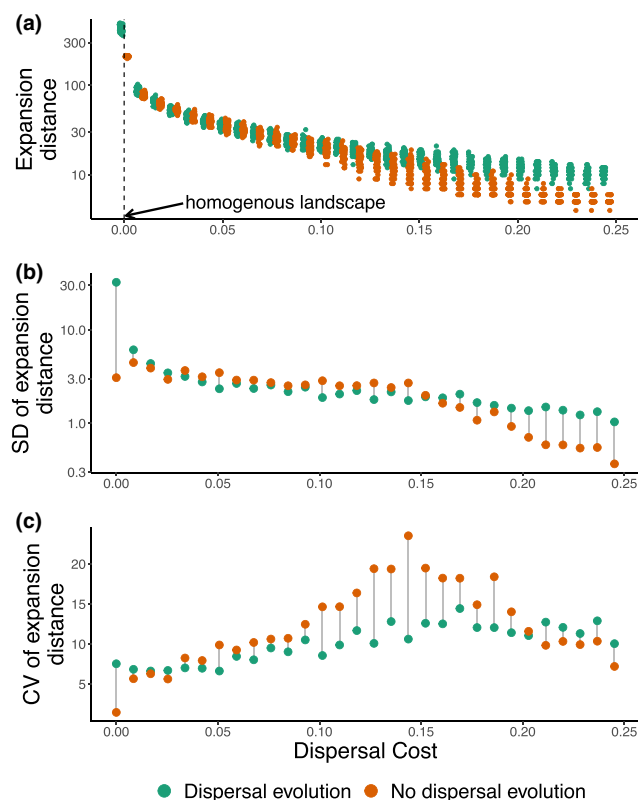 (a)
Expansion
distance
300
100
30
10
homogenous landscape
0.00 0.05 0.10 0.15 0.20 0.25
(b)
SD of expansion
distance
30.0
10.0
3.0
1.0
0.3
0.00 0.05 0.10 0.15 0.20 0.25
(c)
CV of expansion
distance
20
15
10
5
0.00 0.05 0.10 0.15 0.20 0.25
Dispersal Cost
Dispersal evolution No dispersal evolution